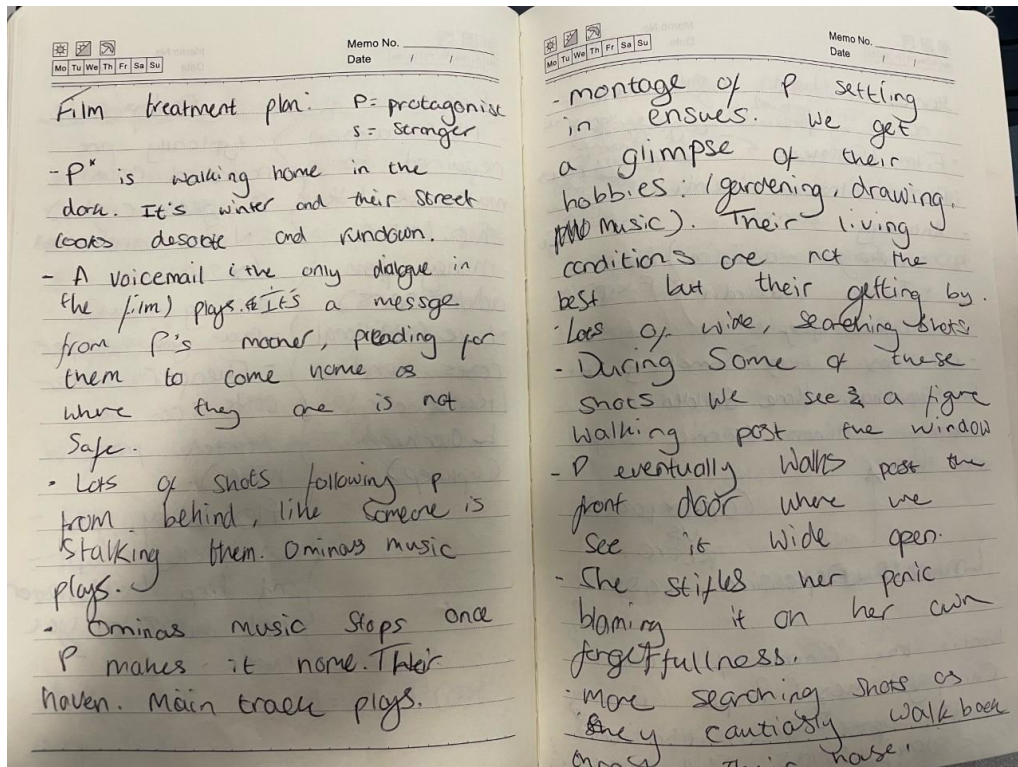 Memo No.
Date / /
Mo Tu We Th Fr Sa Su
Film treatment plan: P = protagonist
S = Stranger
- P* is walking home in the
dark. It's winter and their street
looks desolate and rundown.
- A voicemail (the only dialogue in
the film) plays. It's a messge
from P's mother, pleading for
them to come home as
where they are is not
Safe.
· Lots of shots following P
from behind, like someone is
Stalking them. Ominous music
plays.
· Ominas music stops once
P makes it home. Their
haven. Main track plays.
Memo No.
Date / /
Mo Tu We Th Fr Sa Su
- montage of P settling
in ensues. We get
a glimpse of their
hobbies: (gardening, drawing,
music). Their living
conditions are not the
best but their getting by.
· Lots of wide, searching shots
- During Some of these
shots we see a figure
walking past the window
- P eventually walks past the
front door where we
see it wide open.
- She stifles her panic
blaming it on her own
forgetfullness.
· More searching shots as
they cautiasly walk back
house.